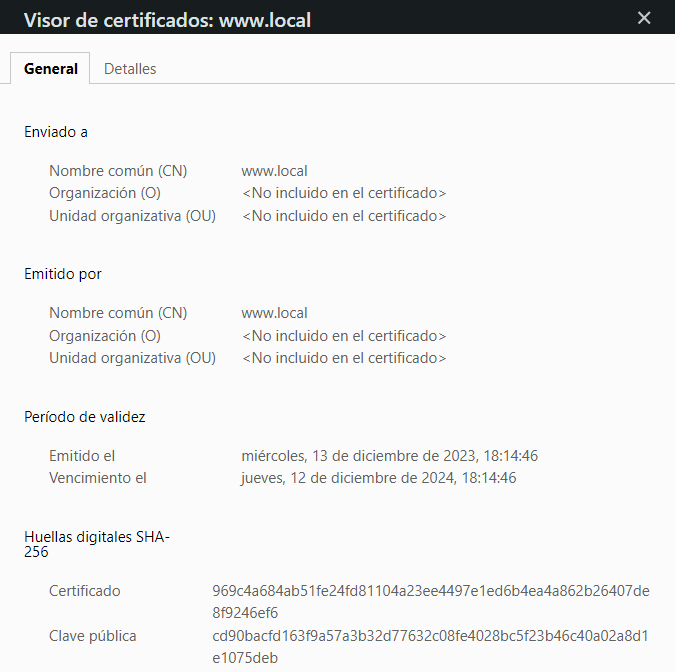 Visor de certificados: www.local
General Detalles
Enviado a
Nombre común (CN) www.local
Organización (O) <No incluido en el certificado>
Unidad organizativa (OU) <No incluido en el certificado>
Emitido por
Nombre común (CN) www.local
Organización (O) <No incluido en el certificado>
Unidad organizativa (OU) <No incluido en el certificado>
Período de validez
Emitido el miércoles, 13 de diciembre de 2023, 18:14:46
Vencimiento el jueves, 12 de diciembre de 2024, 18:14:46
Huellas digitales SHA-
256
Certificado 969c4a684ab51fe24fd81104a23ee4497e1ed6b4ea4a862b26407de
8f9246ef6
Clave pública cd90bacfd163f9a57a3b32d77632c08fe4028bc5f23b46c40a02a8d1
e1075deb